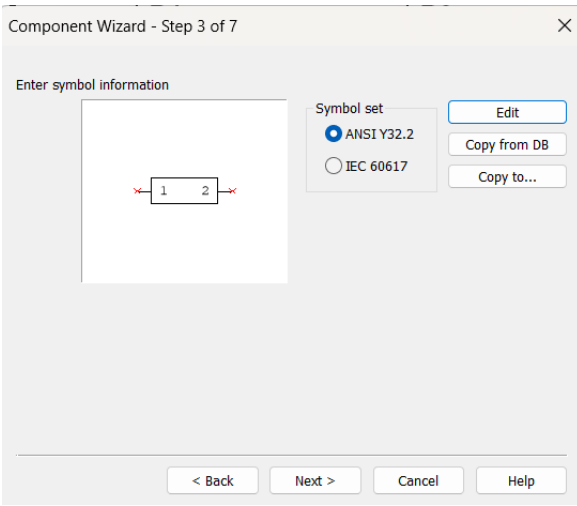 Component Wizard - Step 3 of 7
Enter symbol information
1 2
Symbol set
ANSI Y32.2
IEC 60617
Edit
Copy from DB
Copy to...
< Back
Next >
Cancel
Help